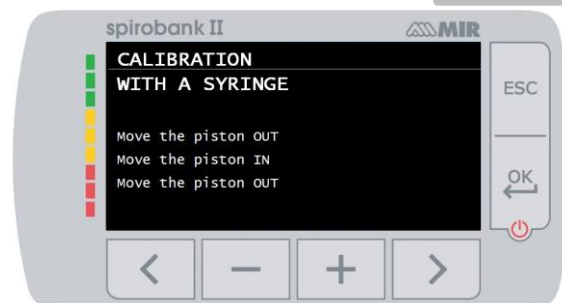 spirobank II
MIR
CALIBRATION
WITH A SYRINGE
Move the piston OUT
Move the piston IN
Move the piston OUT
ESC
OK